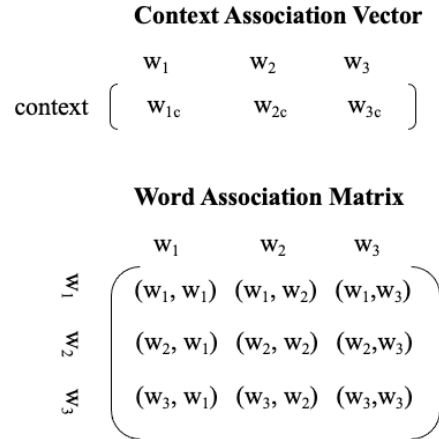 Context Association Vector
w₁ w₂ w₃
context w₁c w₂c w₃c
Word Association Matrix
w₁ w₂ w₃
w₁ (w₁, w₁) (w₁, w₂) (w₁,w₃)
w₂ (w₂, w₁) (w₂, w₂) (w₂,w₃)
w₃ (w₃, w₁) (w₃, w₂) (w₃,w₃)